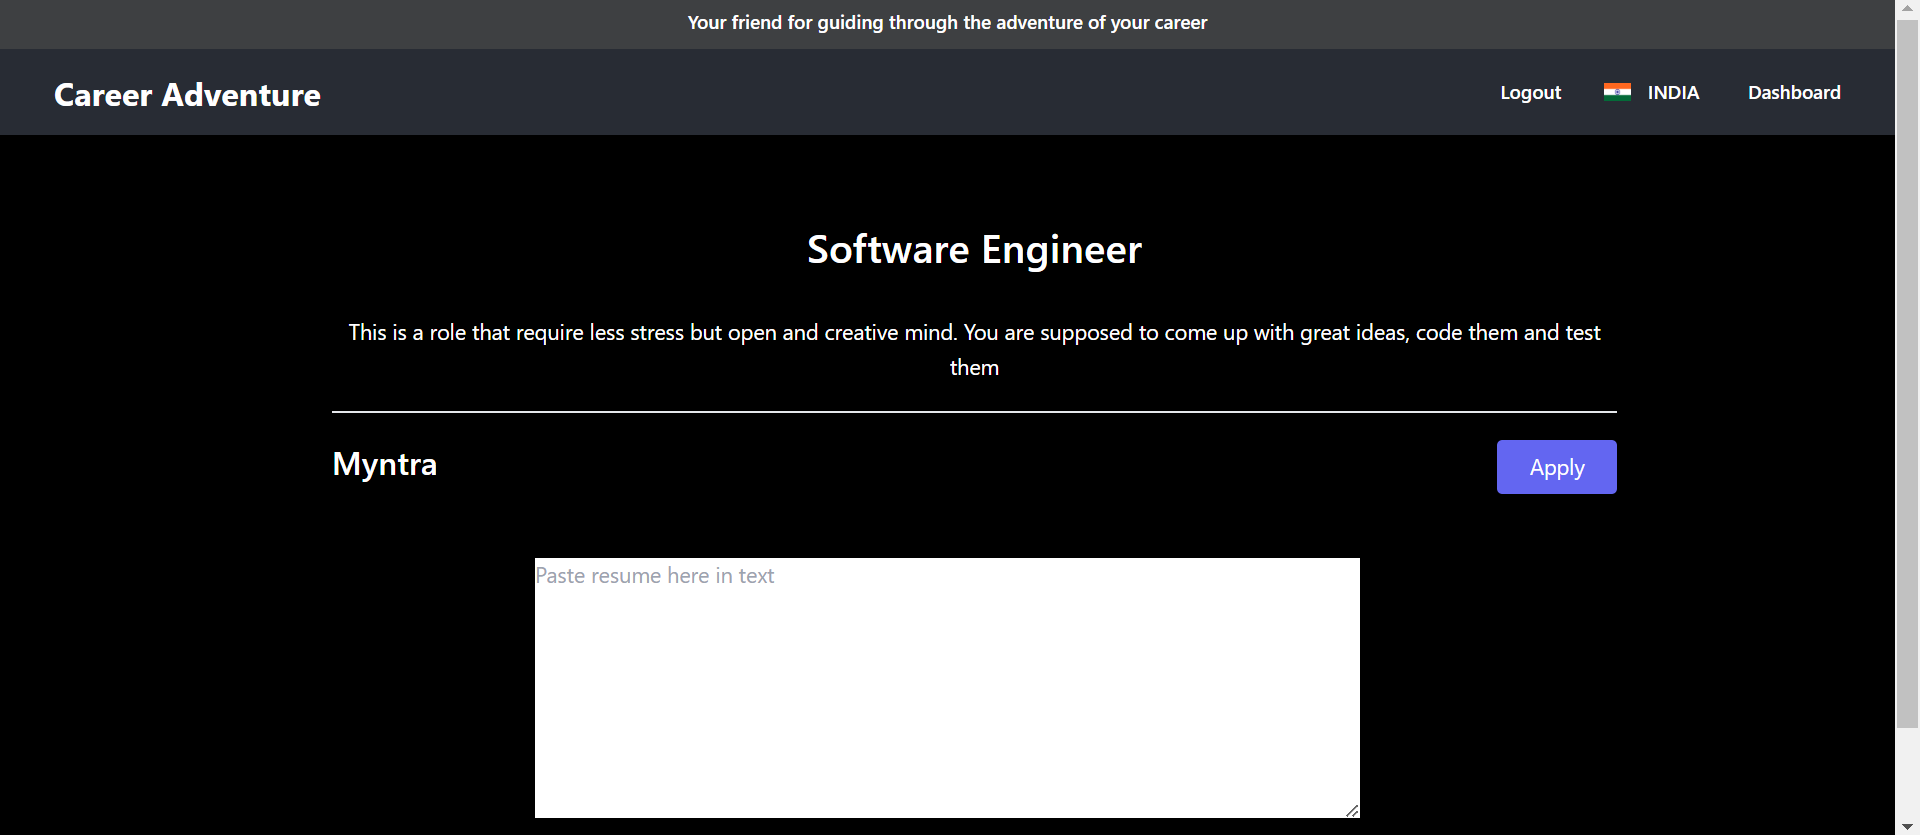 Your friend for guiding through the adventure of your career
Career Adventure
Logout
INDIA
Dashboard
Software Engineer
This is a role that require less stress but open and creative mind. You are supposed to come up with great ideas, code them and test
them
Myntra
Apply
Paste resume here in text